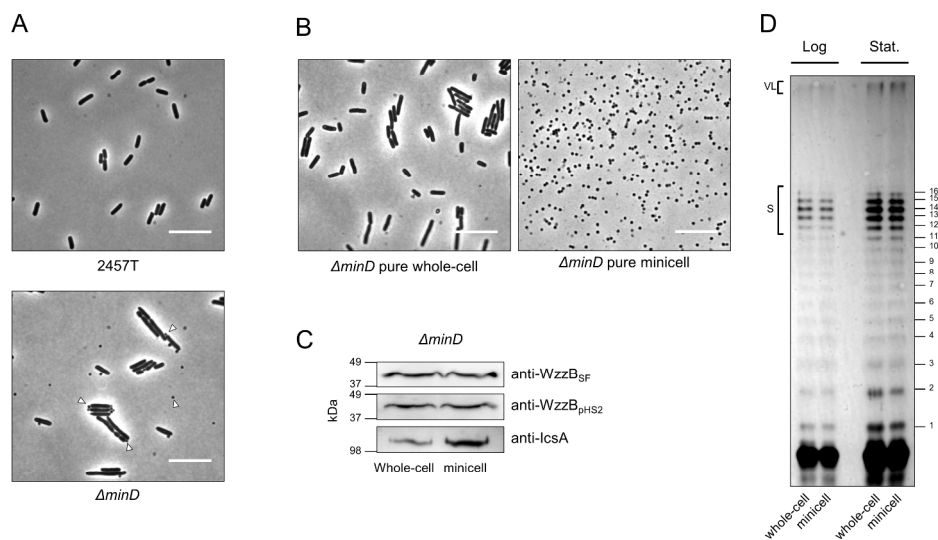 A
2457T
ΔminD
B
ΔminD pure whole-cell
ΔminD pure minicell
C
ΔminD
kDa
49
37
anti-WzzBSF
49
37
anti-WzzBpHS2
98
anti-IcsA
Whole-cell minicell
D
Log Stat.
VL
S
16
15
14
13
12
11
10
9
8
7
6
5
4
3
2
1
whole-cell
minicell
whole-cell
minicell